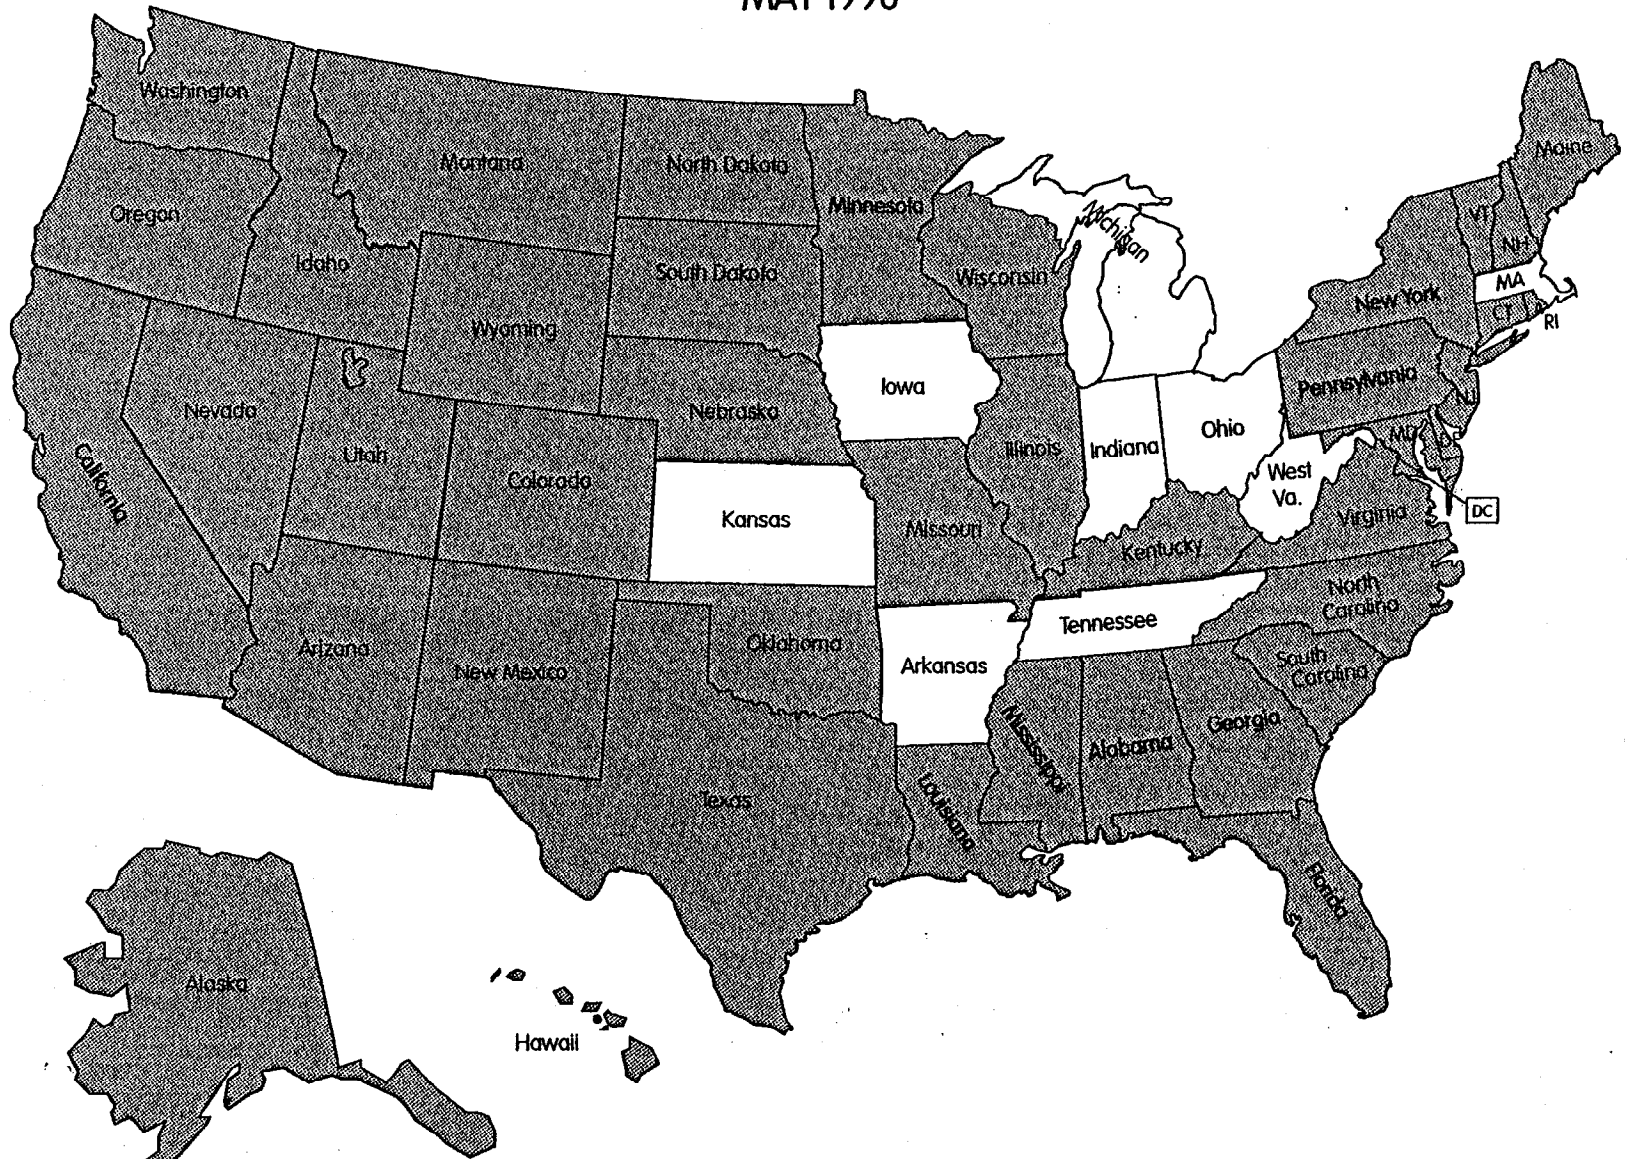 Washington
Montana
North Dakota
Minnesota
Maine
Oregon
Idaho
South Dakota
Wisconsin
Michigan
VT
NH
New York
MA
CT
RI
Wyoming
Iowa
Pennsylvania
NJ
Nevada
Nebraska
Utah
California
Colorado
Illinois
Indiana
Ohio
MD
DE
West
Va.
DC
Kansas
Missouri
Virginia
Kentucky
North
Carolina
Tennessee
Arizona
New Mexico
Oklahoma
Arkansas
South
Carolina
Mississippi
Alabama
Georgia
Texas
Louisiana
Florida
Alaska
Hawaii